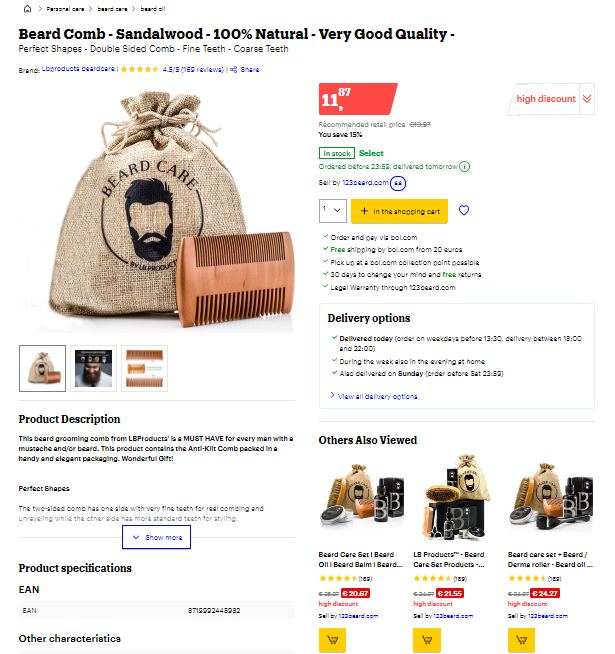 Personal care > beard care > beard oil
Beard Comb - Sandalwood - 100% Natural - Very Good Quality -
Perfect Shapes - Double Sided Comb - Fine Teeth - Coarse Teeth
Brand: Lbproducts beardcare | 4.5/5 (169 reviews) | Share
BEARD CARE
BY LB PRODUCTS
11,87
high discount
Recommended retail price €13.97
You save 15%
In stock Select
Ordered before 23:59, delivered tomorrow
Sell by 123beard.com 8.8
1
+ In the shopping cart
Order and pay via bol.com
Free shipping by bol.com from 20 euros
Pick up at a bol.com collection point possible
30 days to change your mind and free returns
Legal Warranty through 123beard.com
Delivery options
Delivered today (order on weekdays before 13:30, delivery between 18:00
and 22:00)
During the week also in the evening at home
Also delivered on Sunday (order before Sat 23:59)
View all delivery options
Product Description
This beard grooming comb from LBProducts' is a MUST HAVE for every man with a
mustache and/or beard. This product contains the Anti-Klit Comb packed in a
handy and elegant packaging. Wonderful Gift!
Perfect Shapes
The two-sided comb has one side with very fine teeth for real combing and
unraveling while the other side has more standard teeth for styling.
Show more
Product specifications
EAN
EAN 8719992448982
Other characteristics
Others Also Viewed
Beard Care Set | Beard
Oil | Beard Balm | Beard...
(169)
€ 20.67
high discount
Sell by 123beard.com
LB Products™ - Beard
Care Set Products -...
(169)
€ 21.55
high discount
Sell by 123beard.com
Beard care set + Beard /
Derma roller - Beard oil ...
(169)
€ 24.27
high discount
Sell by 123beard.com